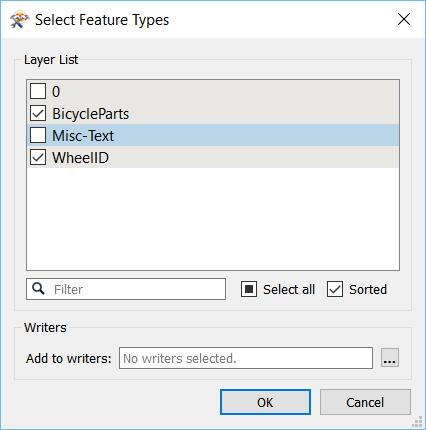 Select Feature Types
Layer List
0
BicycleParts
Misc-Text
WheelID
Filter
Select all
Sorted
Writers
Add to writers: No writers selected. ...
OK
Cancel